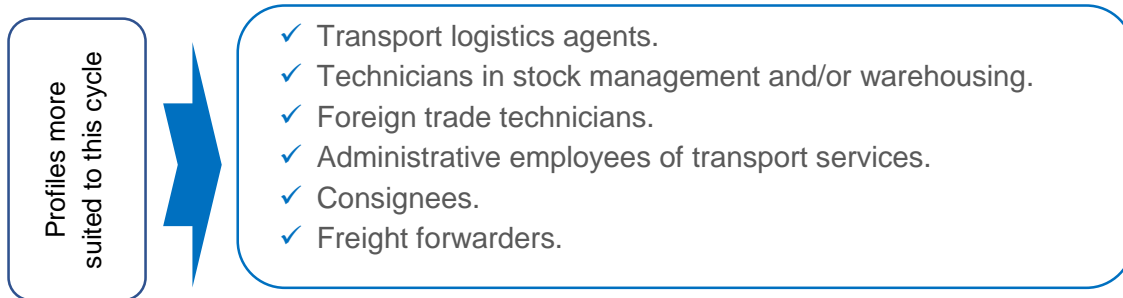 Profiles more
suited to this cycle
✓ Transport logistics agents.
✓ Technicians in stock management and/or warehousing.
✓ Foreign trade technicians.
✓ Administrative employees of transport services.
✓ Consignees.
✓ Freight forwarders.